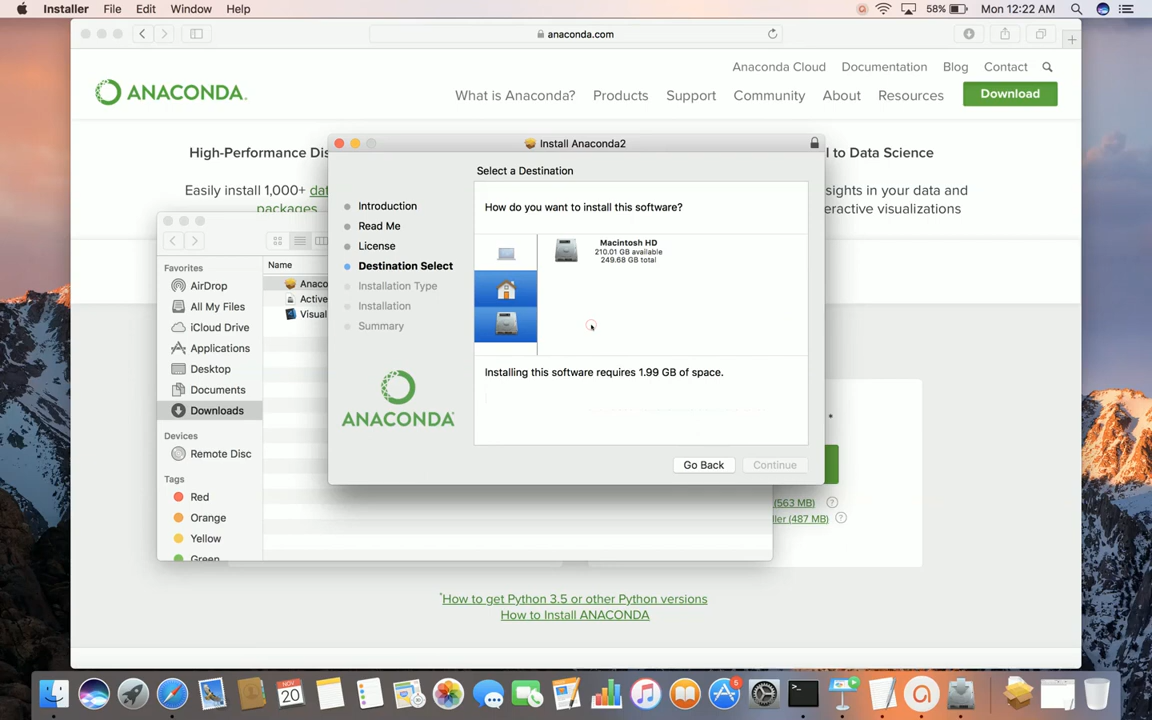 Installer File Edit Window Help 58% Mon 12:22 AM
anaconda.com
Anaconda Cloud Documentation Blog Contact
ANACONDA.
What is Anaconda? Products Support Community About Resources Download
High-Performance Dis
l to Data Science
Easily install 1,000+ dat
sights in your data and
packages
eractive visualizations
Install Anaconda2
Select a Destination
Introduction
Read Me
License
Destination Select
Installation Type
Installation
Summary
ANACONDA
How do you want to install this software?
Macintosh HD
210.01 GB available
249.68 GB total
Installing this software requires 1.99 GB of space.
Go Back Continue
Favorites
AirDrop
All My Files
iCloud Drive
Applications
Desktop
Documents
Downloads
Devices
Remote Disc
Tags
Red
Orange
Yellow
Green
Name
Anaco
Active
Visual
(563 MB) ?
ller (487 MB) ?
*How to get Python 3.5 or other Python versions
How to Install ANACONDA
NOV
20
5